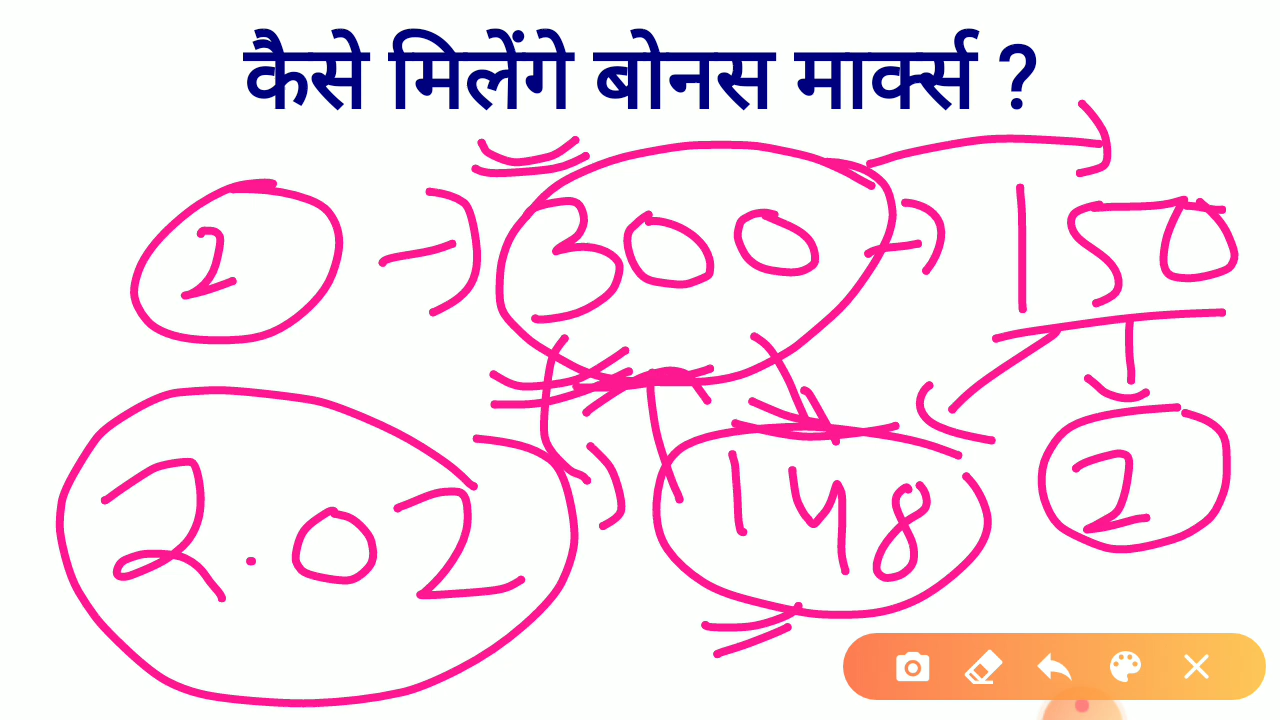 कैसे मिलेंगे बोनस मार्क्स ?
2 → 300 → 150
2.02 → 148 2